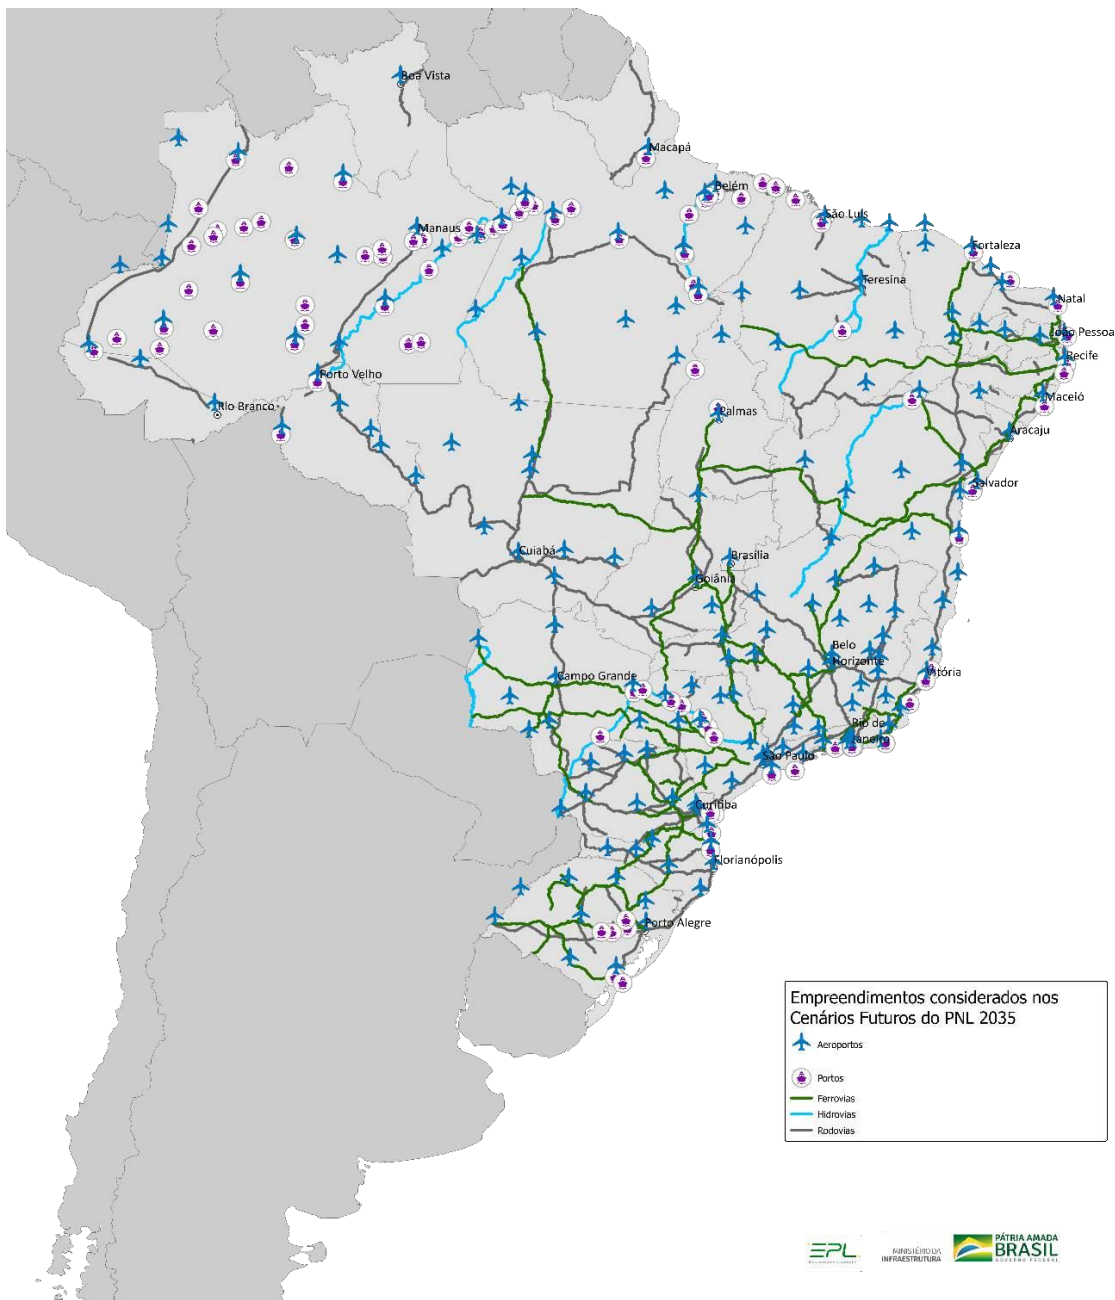 Boa Vista
Macapá
Belém
São Luís
Manaus
Fortaleza
Teresina
Natal
João Pessoa
Recife
Porto Velho
Maceió
Rio Branco
Palmas
Aracaju
Salvador
Cuiabá
Brasília
Goiânia
Belo
Horizonte
Vitória
Campo Grande
Rio de
Janeiro
São Paulo
Curitiba
Florianópolis
Porto Alegre
Empreendimentos considerados nos
Cenários Futuros do PNL 2035
Aeroportos
Portos
Ferrovias
Hidrovias
Rodovias
EPL
MINISTÉRIO DA
INFRAESTRUTURA
PÁTRIA AMADA
BRASIL
GOVERNO FEDERAL